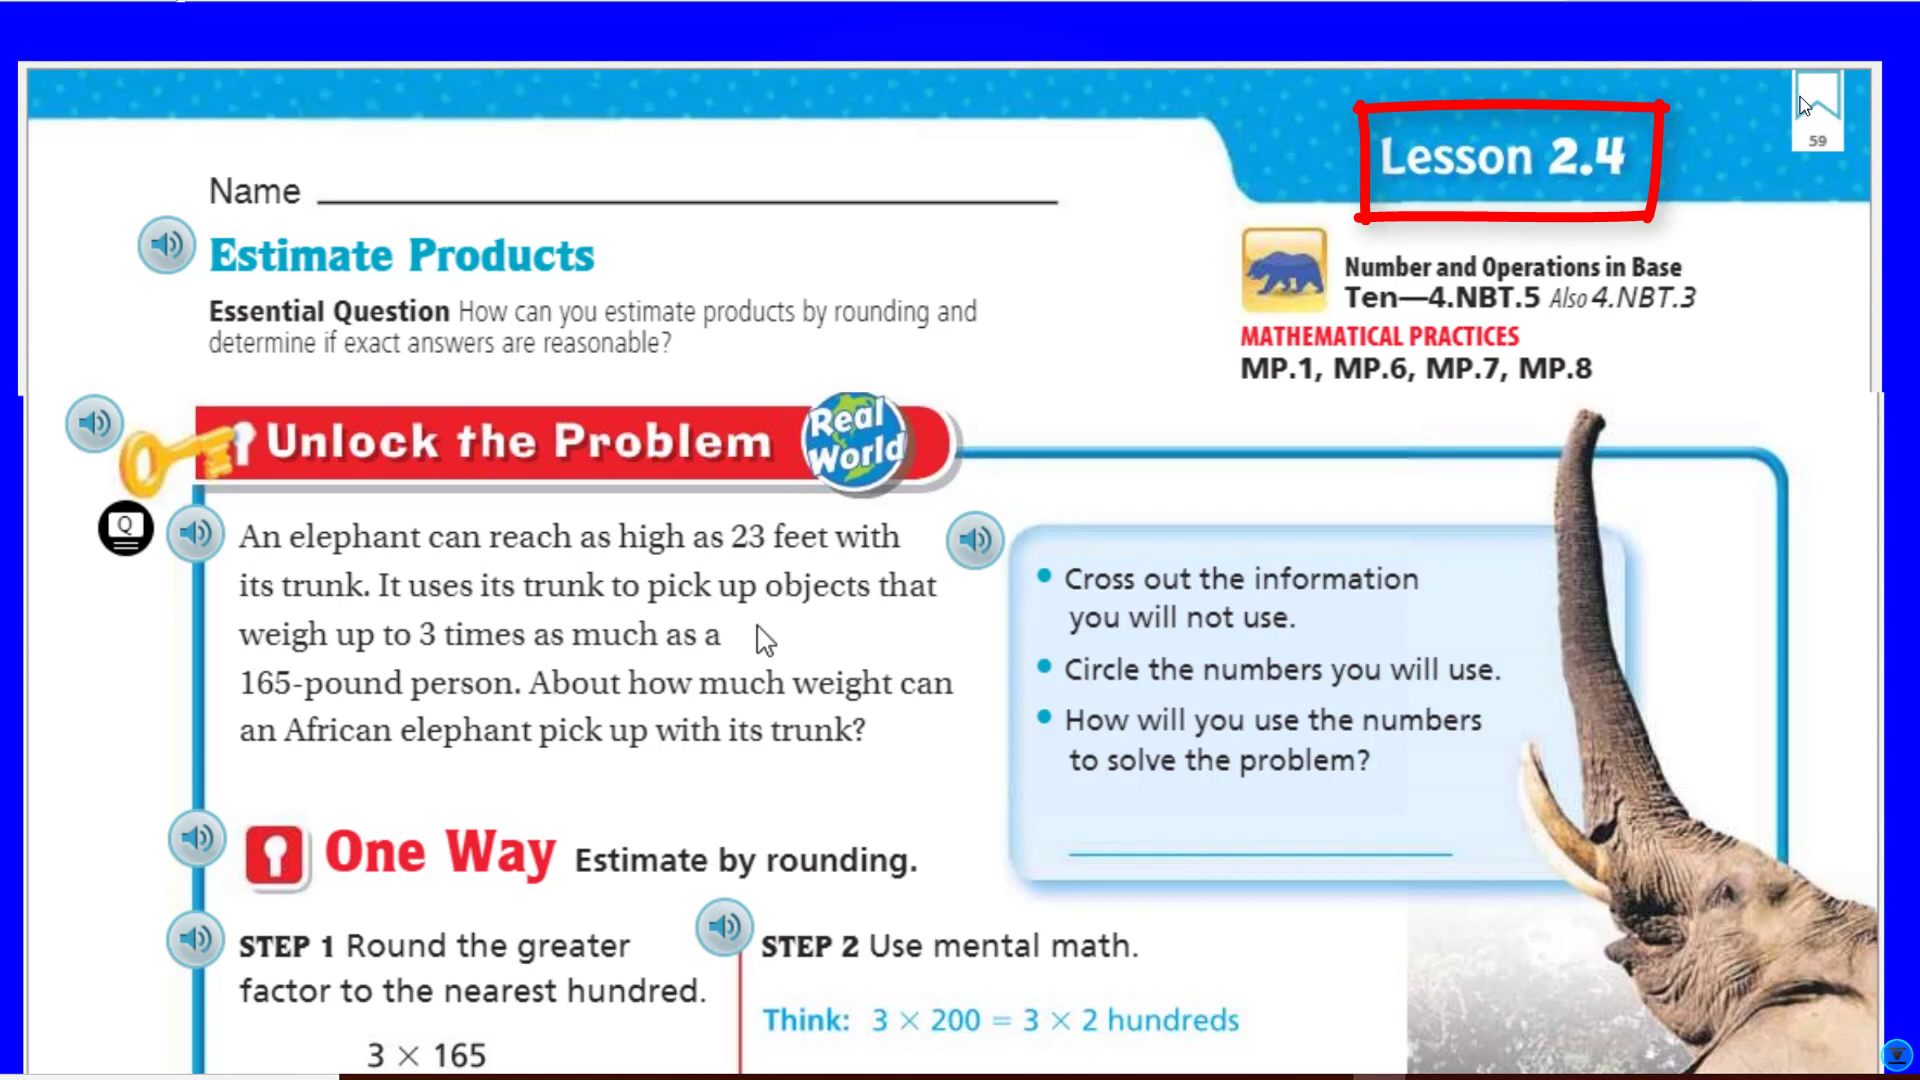 Lesson 2.4
59
Name
Estimate Products
Essential Question How can you estimate products by rounding and
determine if exact answers are reasonable?
Number and Operations in Base
Ten—4.NBT.5 Also 4.NBT.3
MATHEMATICAL PRACTICES
MP.1, MP.6, MP.7, MP.8
Unlock the Problem
Real
World
Q
An elephant can reach as high as 23 feet with
its trunk. It uses its trunk to pick up objects that
weigh up to 3 times as much as a
165-pound person. About how much weight can
an African elephant pick up with its trunk?
• Cross out the information
you will not use.
• Circle the numbers you will use.
• How will you use the numbers
to solve the problem?
One Way Estimate by rounding.
STEP 1 Round the greater
factor to the nearest hundred.
3 × 165
STEP 2 Use mental math.
Think: 3 × 200 = 3 × 2 hundreds